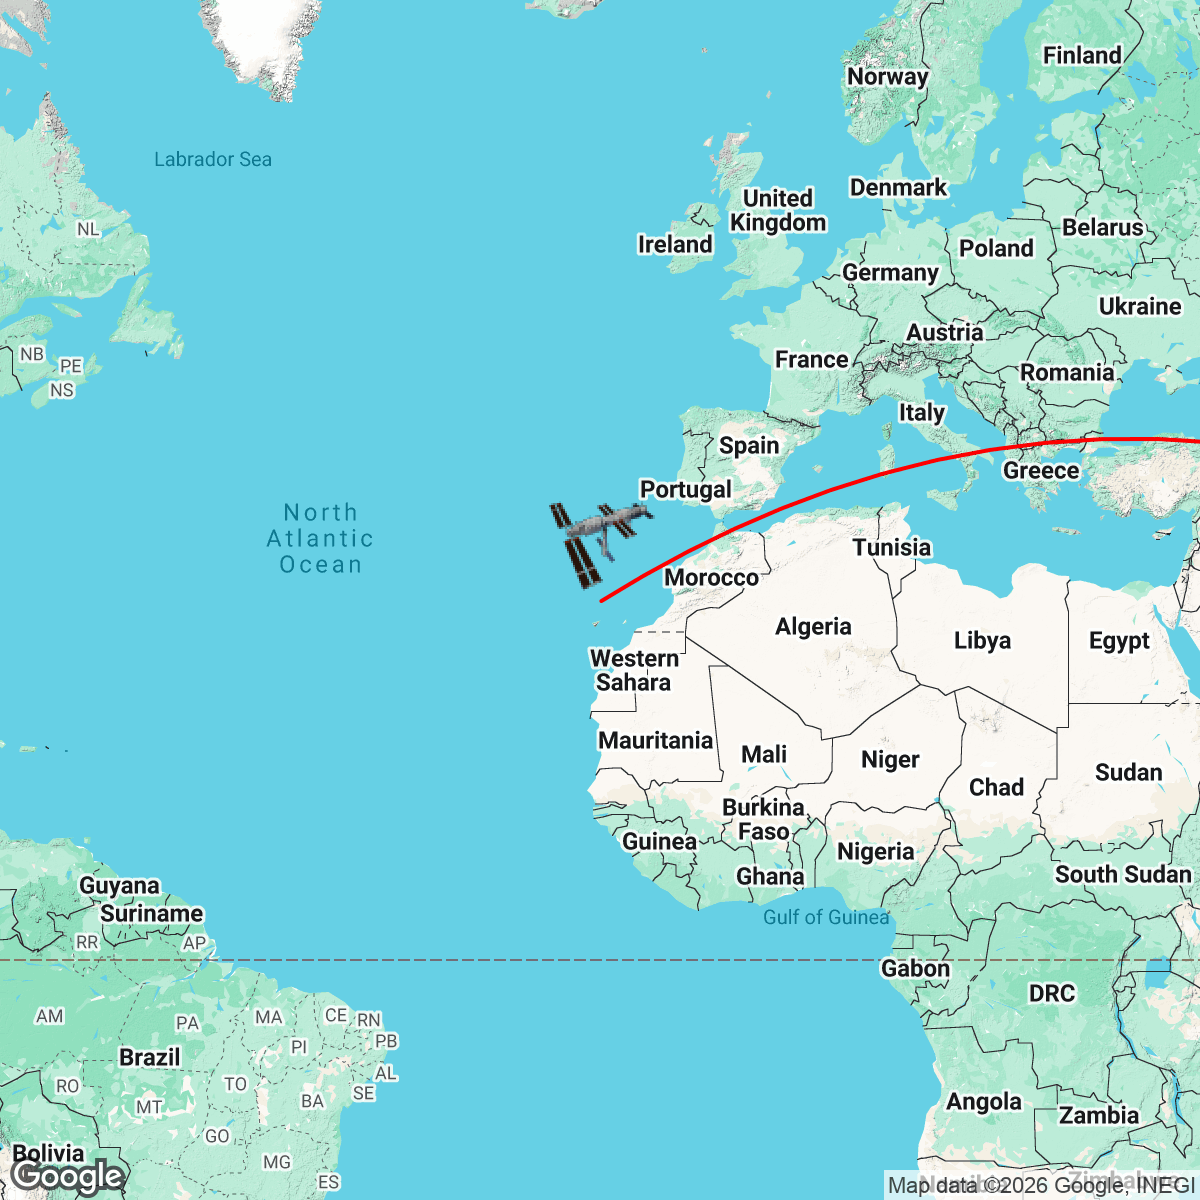 Finland
Norway
Labrador Sea
Denmark
United
Kingdom
NL
Belarus
Ireland
Poland
Germany
Ukraine
Austria
NB
France
PE
Romania
NS
Italy
Spain
Greece
Portugal
North
Atlantic
Ocean
Tunisia
Morocco
Algeria
Libya
Egypt
Western
Sahara
Mauritania
Mali
Niger
Sudan
Chad
Burkina
Faso
Guinea
Nigeria
Ghana
South Sudan
Guyana
Suriname
Gulf of Guinea
RR
AP
Gabon
DRC
AM
PA
MA
CE
RN
PI
PB
Brazil
AL
RO
TO
SE
MT
BA
Angola
Zambia
GO
Bolivia
MG
Google
ES
Map data ©2026 Google, INEGI